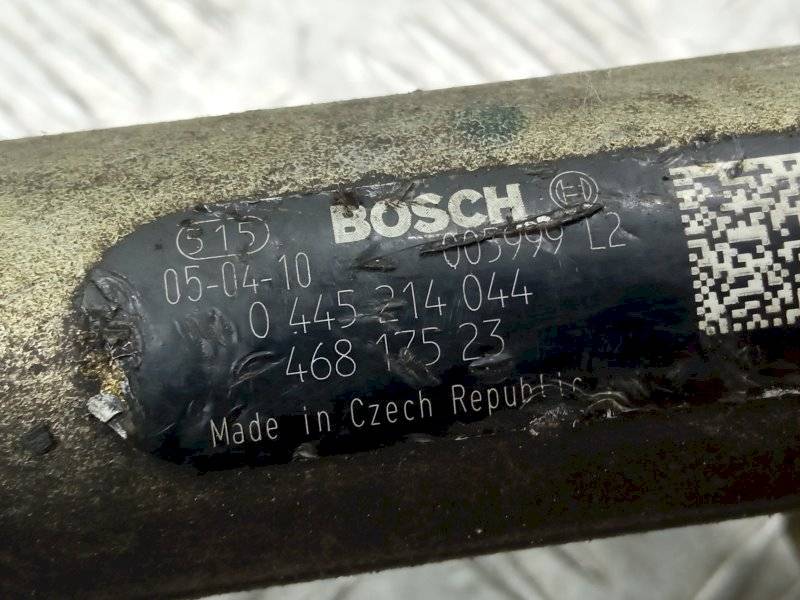 BOSCH
S15
005999 L2
05-04-10
0 445 214 044
468 175 23
Made in Czech Republic